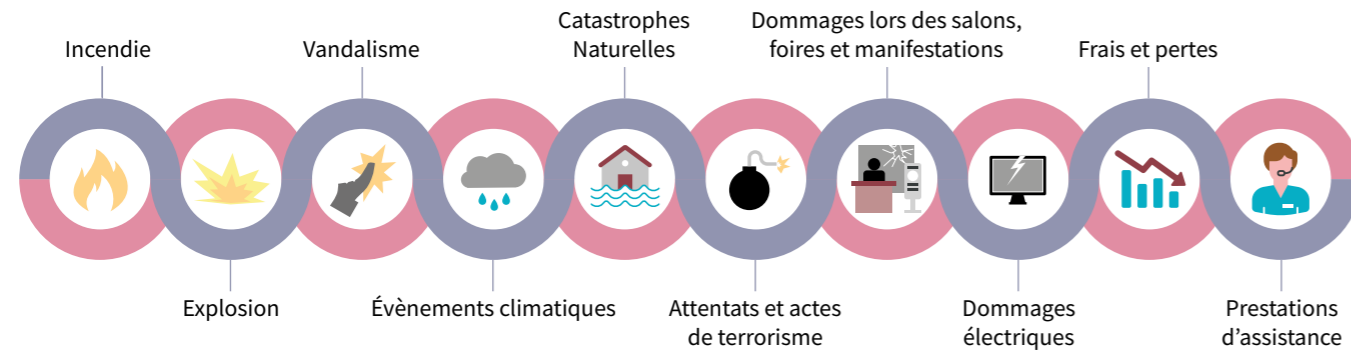 Incendie
Explosion
Vandalisme
Évènements climatiques
Catastrophes
Naturelles
Attentats et actes
de terrorisme
Dommages lors des salons,
foires et manifestations
Dommages
électriques
Frais et pertes
Prestations
d’assistance